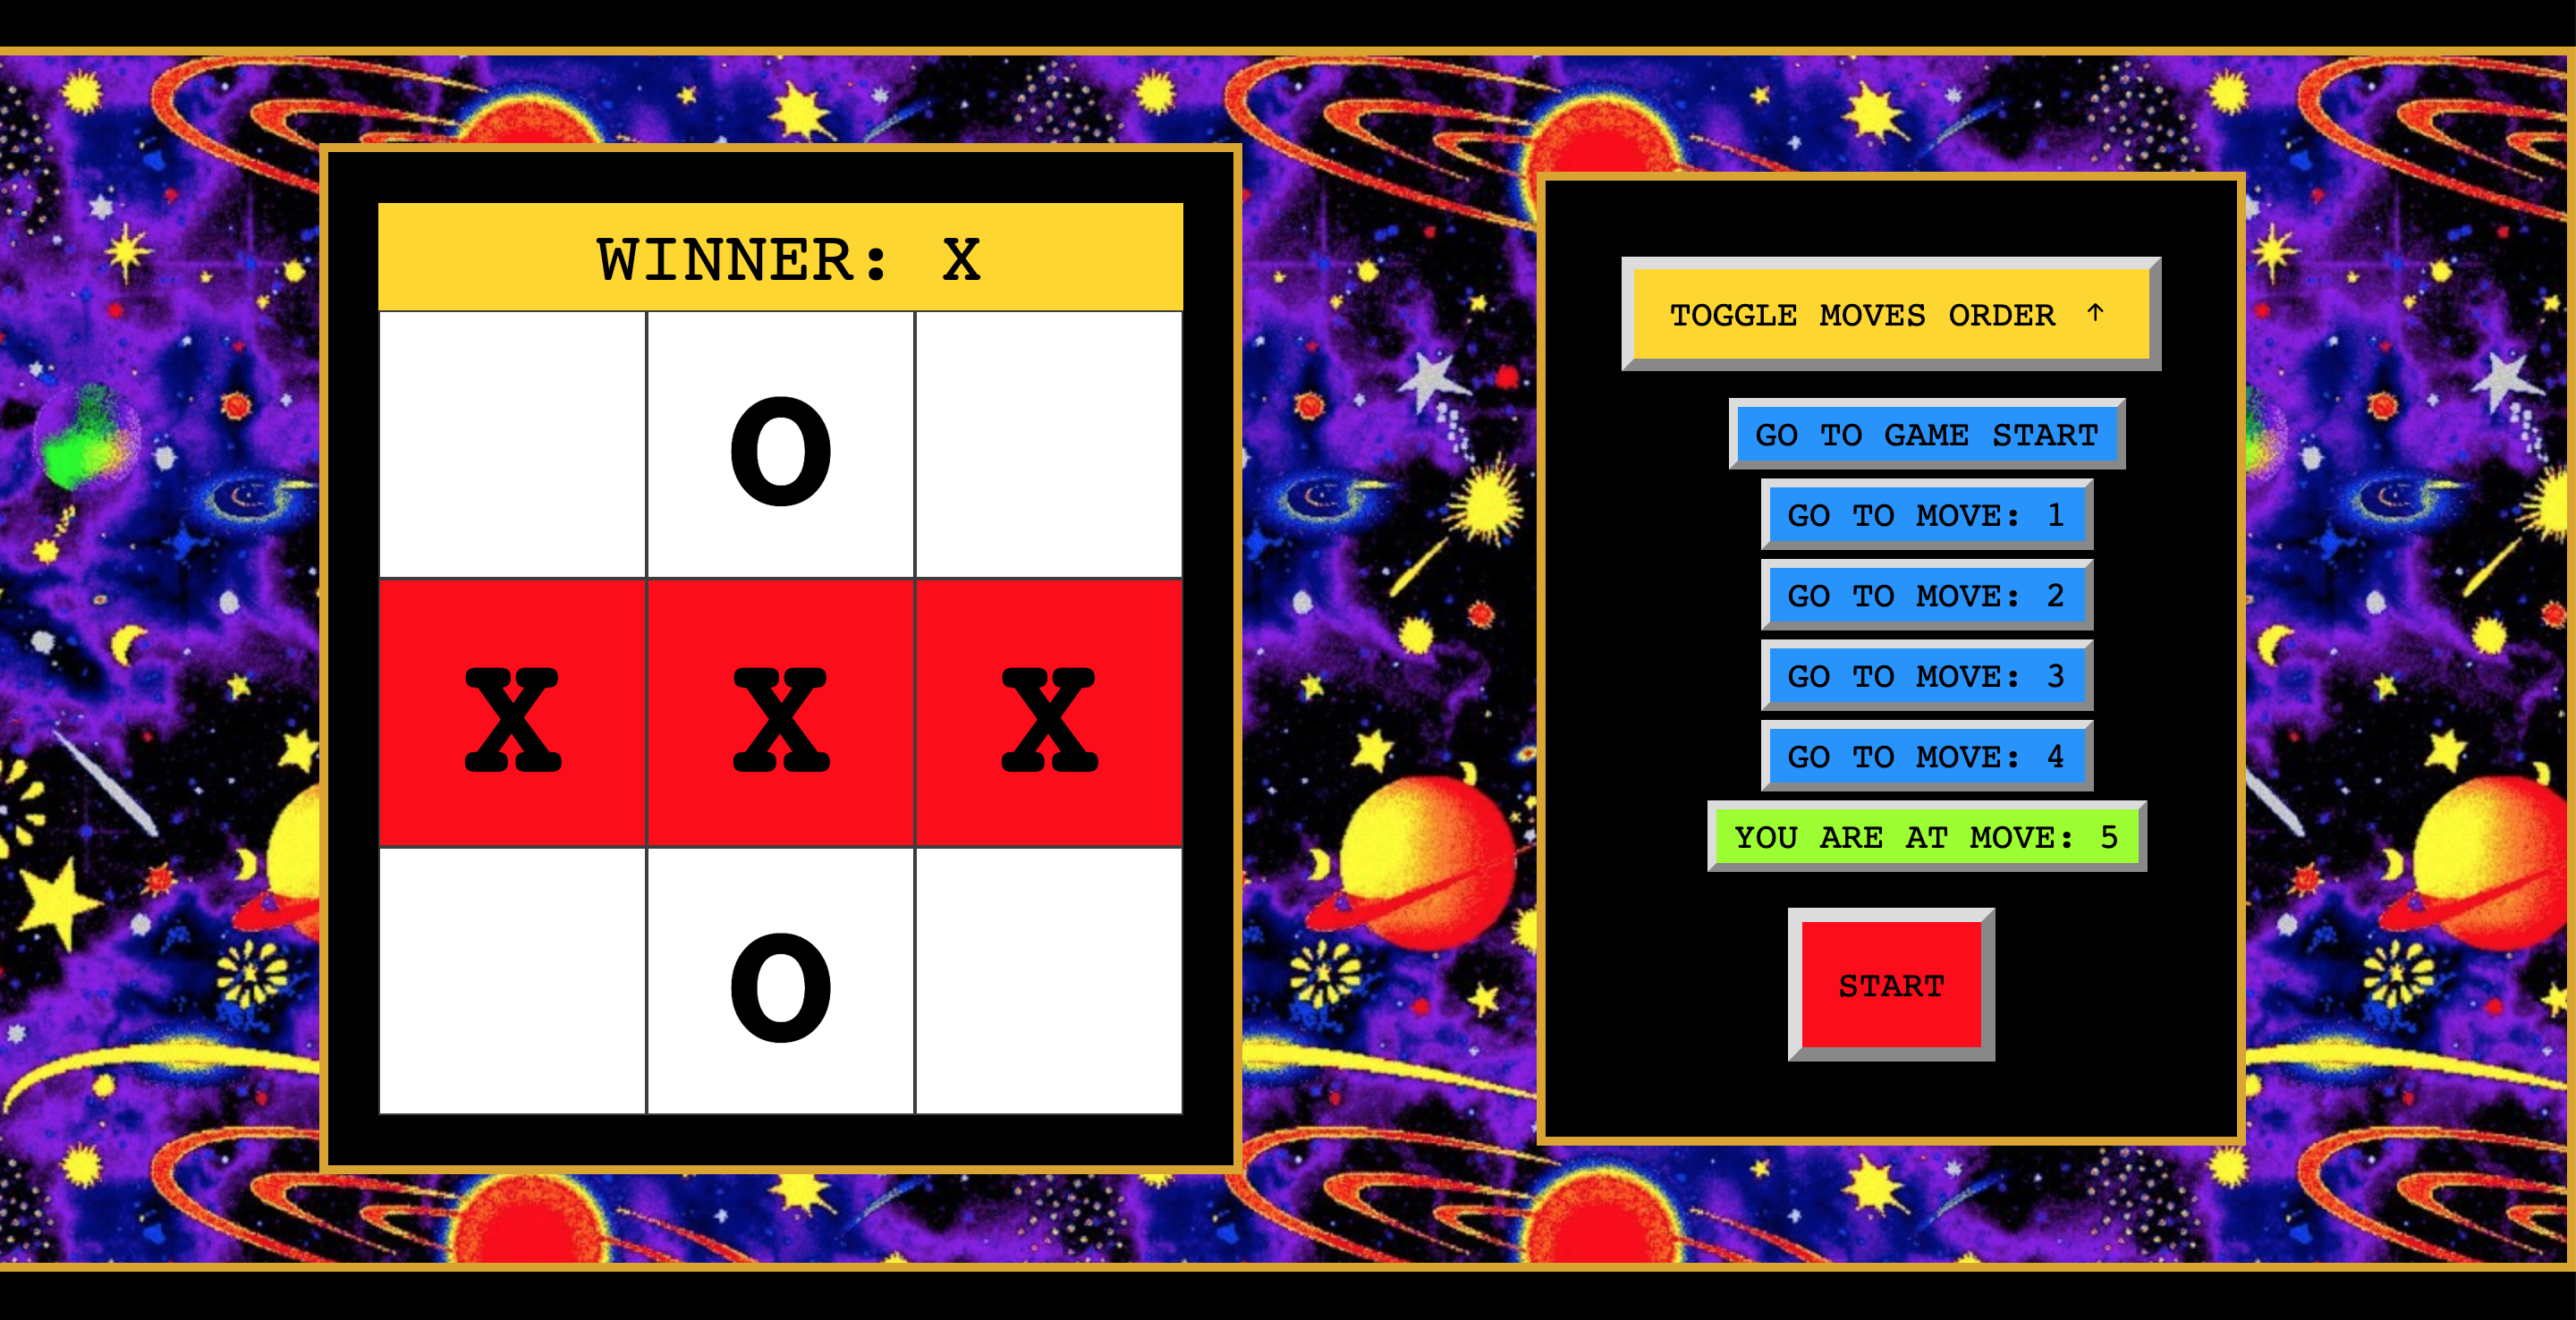 WINNER: X
O
X X X
O
TOGGLE MOVES ORDER ↑
GO TO GAME START
GO TO MOVE: 1
GO TO MOVE: 2
GO TO MOVE: 3
GO TO MOVE: 4
YOU ARE AT MOVE: 5
START